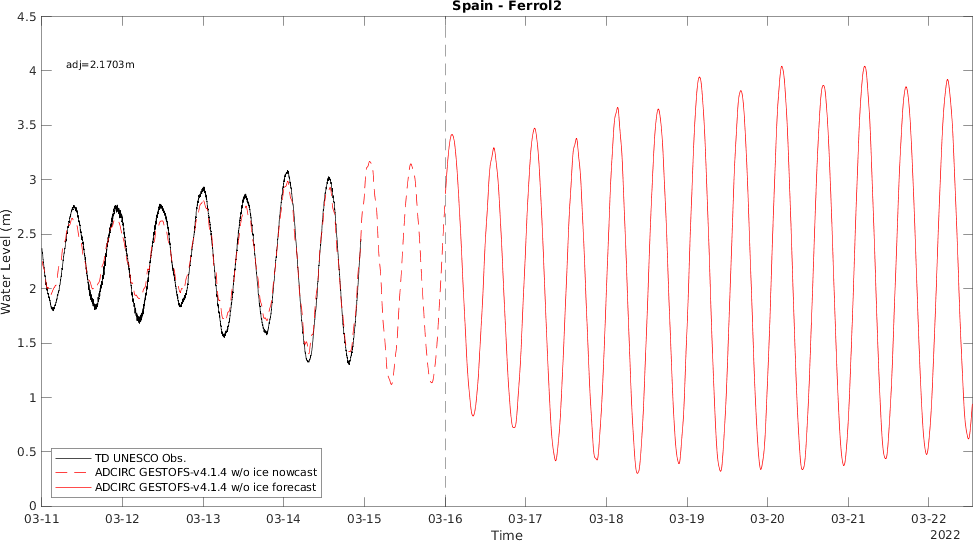 Spain - Ferrol2
4.5
4
3.5
3
2.5
2
1.5
1
0.5
0
Water Level (m)
adj=2.1703m
TD UNESCO Obs.
ADCIRC GESTOFS-v4.1.4 w/o ice nowcast
ADCIRC GESTOFS-v4.1.4 w/o ice forecast
03-11 03-12 03-13 03-14 03-15 03-16 03-17 03-18 03-19 03-20 03-21 03-22
Time
2022